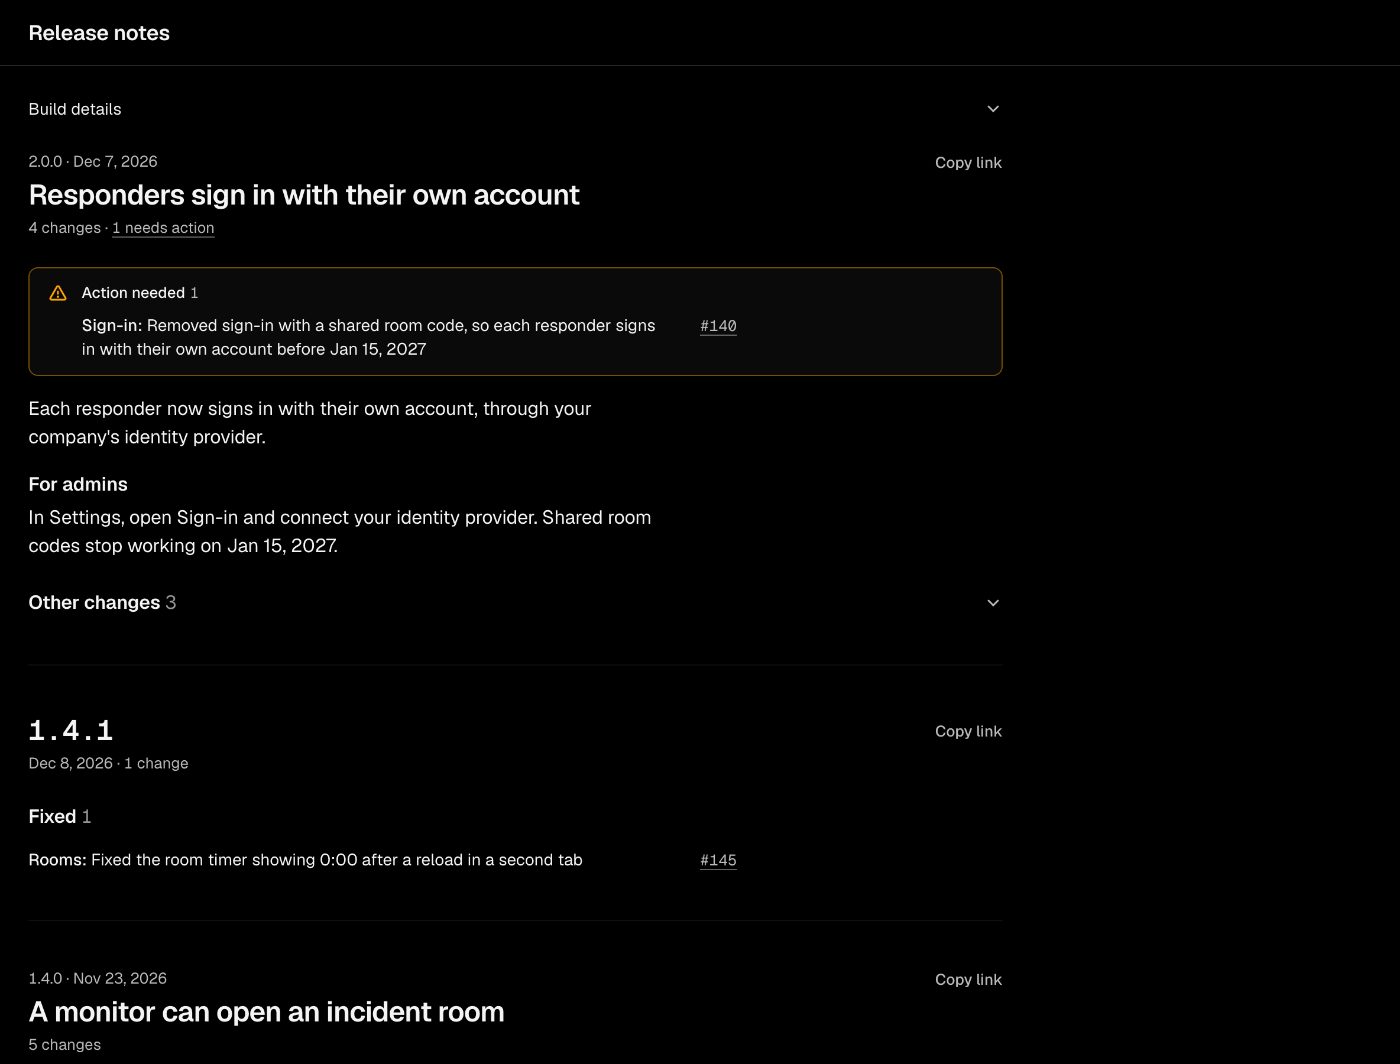 Release notes
Build details
2.0.0 · Dec 7, 2026
Copy link
Responders sign in with their own account
4 changes · 1 needs action
Action needed 1
Sign-in: Removed sign-in with a shared room code, so each responder signs
in with their own account before Jan 15, 2027
#140
Each responder now signs in with their own account, through your
company's identity provider.
For admins
In Settings, open Sign-in and connect your identity provider. Shared room
codes stop working on Jan 15, 2027.
Other changes 3
1.4.1
Copy link
Dec 8, 2026 · 1 change
Fixed 1
Rooms: Fixed the room timer showing 0:00 after a reload in a second tab
#145
1.4.0 · Nov 23, 2026
Copy link
A monitor can open an incident room
5 changes